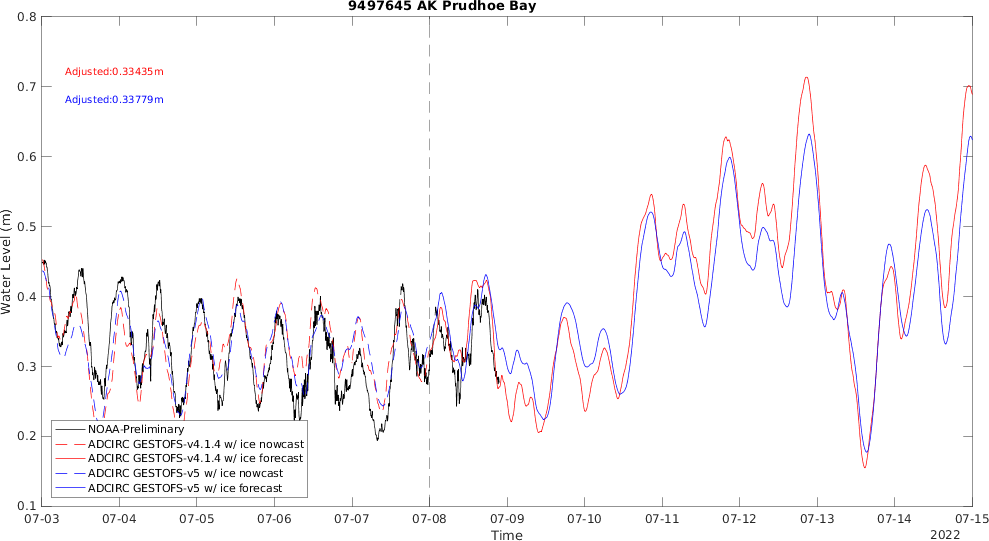 9497645 AK Prudhoe Bay
0.8
0.7
0.6
0.5
0.4
0.3
0.2
0.1
Water Level (m)
Adjusted:0.33435m
Adjusted:0.33779m
NOAA-Preliminary
ADCIRC GESTOFS-v4.1.4 w/ ice nowcast
ADCIRC GESTOFS-v4.1.4 w/ ice forecast
ADCIRC GESTOFS-v5 w/ ice nowcast
ADCIRC GESTOFS-v5 w/ ice forecast
07-03 07-04 07-05 07-06 07-07 07-08 07-09 07-10 07-11 07-12 07-13 07-14 07-15
Time
2022